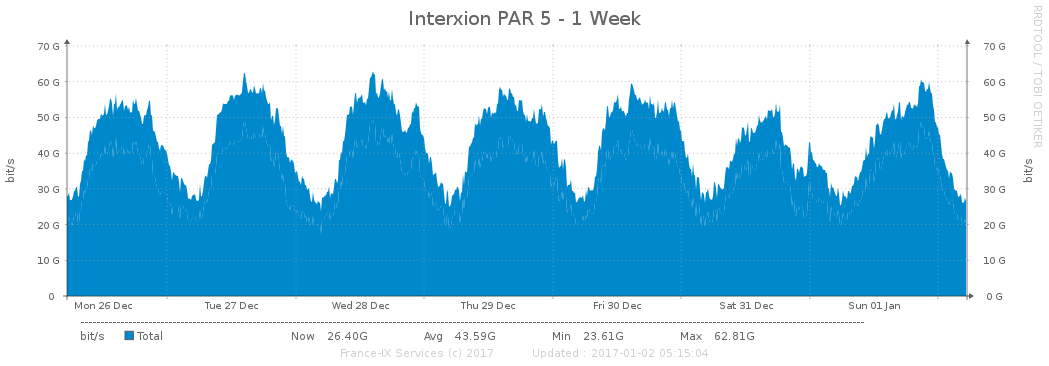 Interxion PAR 5 - 1 Week
RRDTOOL / TOBI OETIKER
bit/s
70 G 70 G
60 G 60 G
50 G 50 G
40 G 40 G
30 G 30 G
20 G 20 G
10 G 10 G
0 0 G
bit/s
Mon 26 Dec Tue 27 Dec Wed 28 Dec Thu 29 Dec Fri 30 Dec Sat 31 Dec Sun 01 Jan
bit/s Total Now 26.40G Avg 43.59G Min 23.61G Max 62.81G
France-IX Services (c) 2017 Updated : 2017-01-02 05:15:04